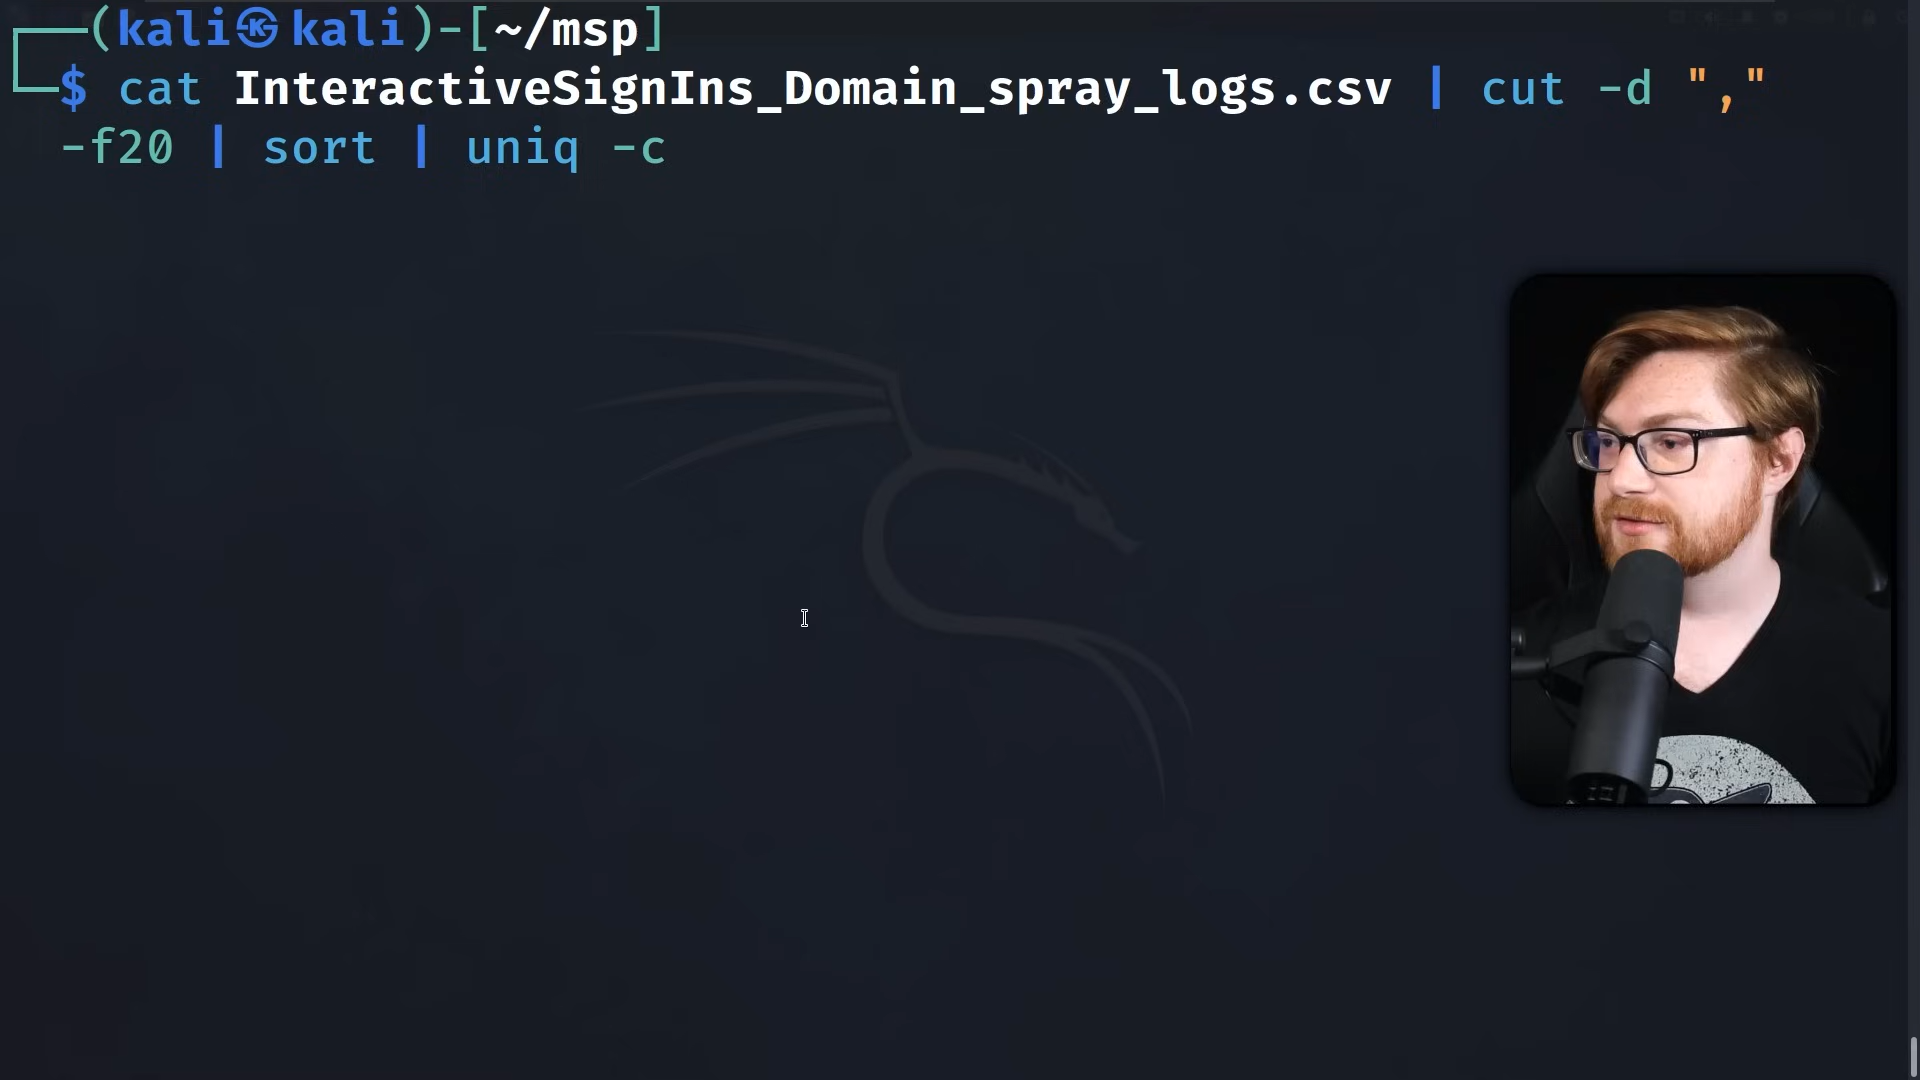 (kali㉿kali)-[~/msp]
$ cat InteractiveSignIns_Domain_spray_logs.csv | cut -d ","
-f20 | sort | uniq -c